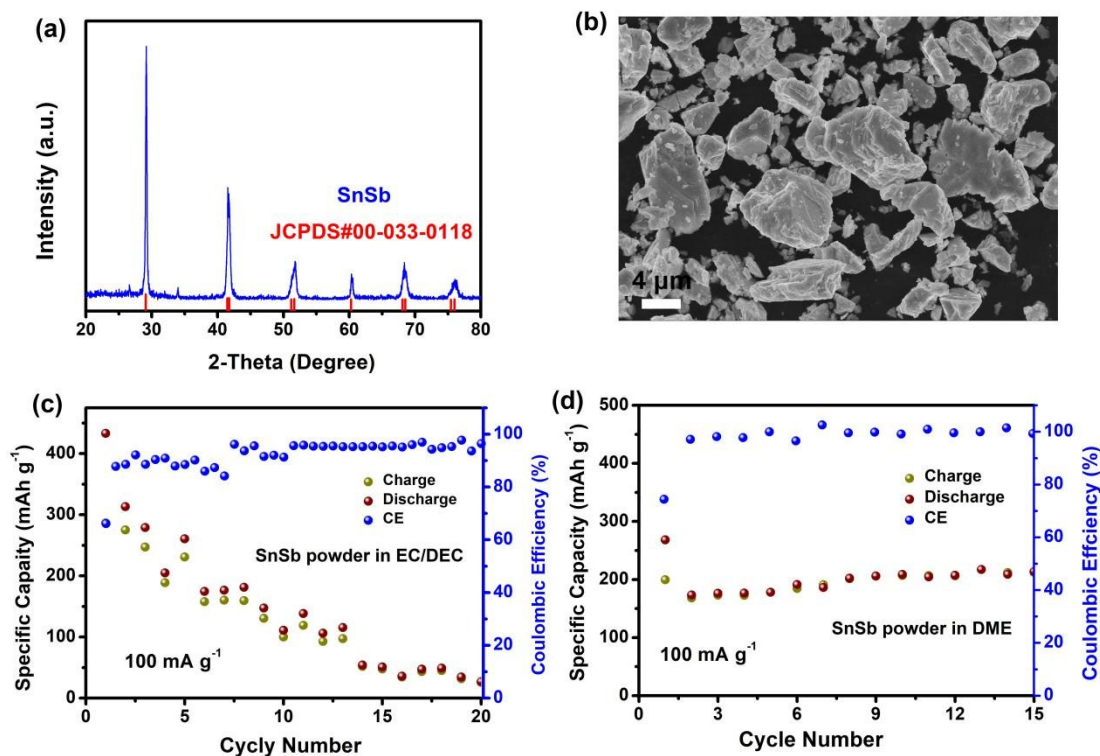 (a)
Intensity (a.u.)
SnSb
JCPDS#00-033-0118
20 30 40 50 60 70 80
2-Theta (Degree)
(b)
4 μm
(c)
Specific Capaity (mAh g⁻¹)
400
300
200
100
0
100
80
60
40
20
0
Coulombic Efficiency (%)
Charge
Discharge
CE
SnSb powder in EC/DEC
100 mA g⁻¹
0 5 10 15 20
Cycly Number
(d)
Specific Capacity (mAh g⁻¹)
500
400
300
200
100
0
100
80
60
40
20
0
Coulombic Effciency (%)
Charge
Discharge
CE
SnSb powder in DME
100 mA g⁻¹
0 3 6 9 12 15
Cycle Number